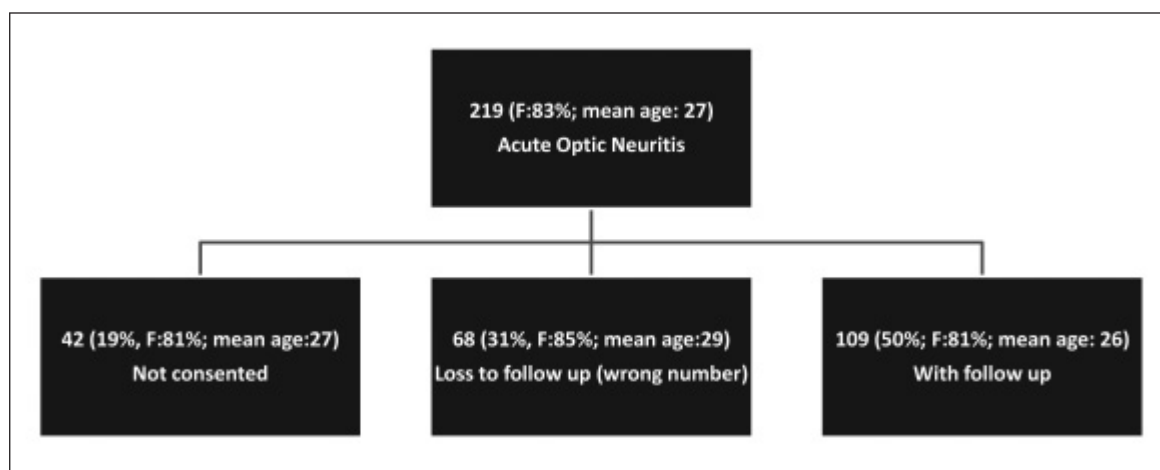 219 (F:83%; mean age: 27)
Acute Optic Neuritis
42 (19%, F:81%; mean age:27)
Not consented
68 (31%, F:85%; mean age:29)
Loss to follow up (wrong number)
109 (50%; F:81%; mean age: 26)
With follow up